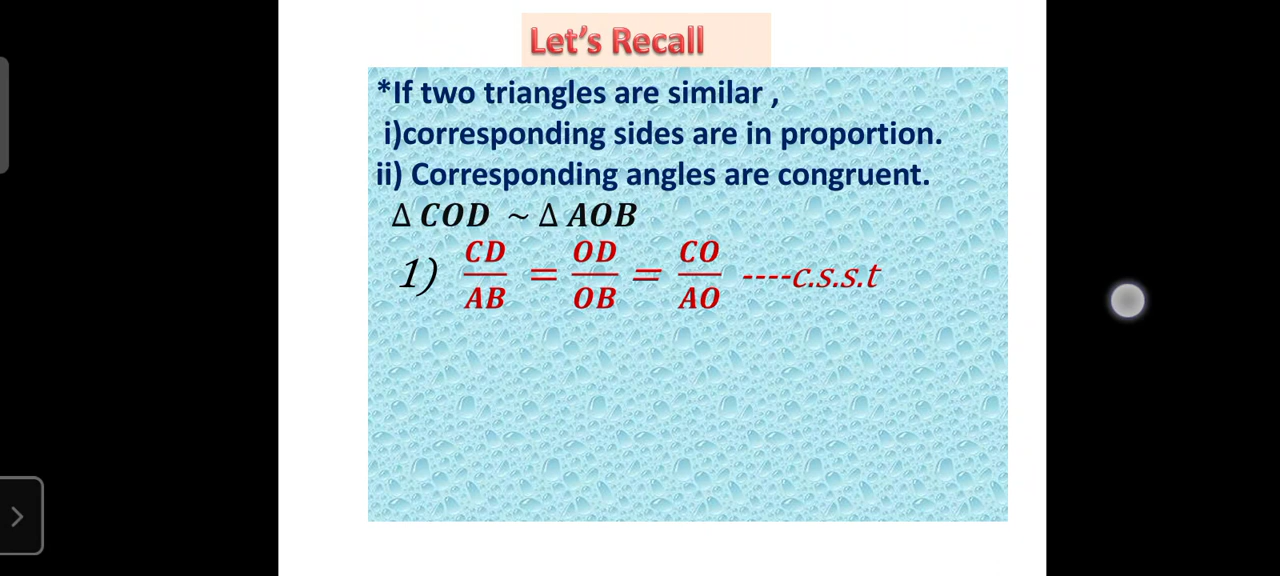 Let's Recall
*If two triangles are similar ,
i)corresponding sides are in proportion.
ii) Corresponding angles are congruent.
Δ COD ~ Δ AOB
1) CD/AB = OD/OB = CO/AO ----c.s.s.t